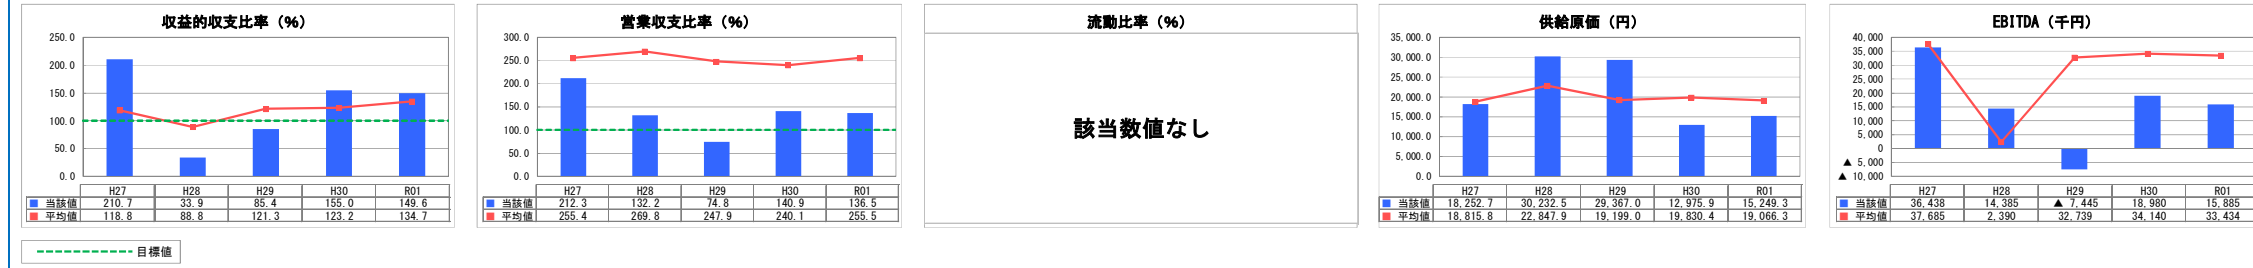 収益的収支比率（％）
250.0
200.0
150.0
100.0
50.0
0.0
H27 H28 H29 H30 R01
当該値 210.7 33.9 85.4 155.0 149.6
平均値 118.8 88.8 121.3 123.2 134.7
営業収支比率（％）
300.0
250.0
200.0
150.0
100.0
50.0
0.0
H27 H28 H29 H30 R01
当該値 212.3 132.2 74.8 140.9 136.5
平均値 255.4 269.8 247.9 240.1 255.5
流動比率（％）
該当数値なし
供給原価（円）
35,000.0
30,000.0
25,000.0
20,000.0
15,000.0
10,000.0
5,000.0
0.0
H27 H28 H29 H30 R01
当該値 18,252.7 30,232.5 29,367.0 12,975.9 15,249.3
平均値 18,815.8 22,847.9 19,199.0 19,830.4 19,066.3
EBITDA（千円）
40,000
35,000
30,000
25,000
20,000
15,000
10,000
5,000
0
▲ 5,000
▲ 10,000
H27 H28 H29 H30 R01
当該値 36,438 14,385 ▲ 7,445 18,980 15,885
平均値 37,685 2,390 32,739 34,140 33,434
目標値